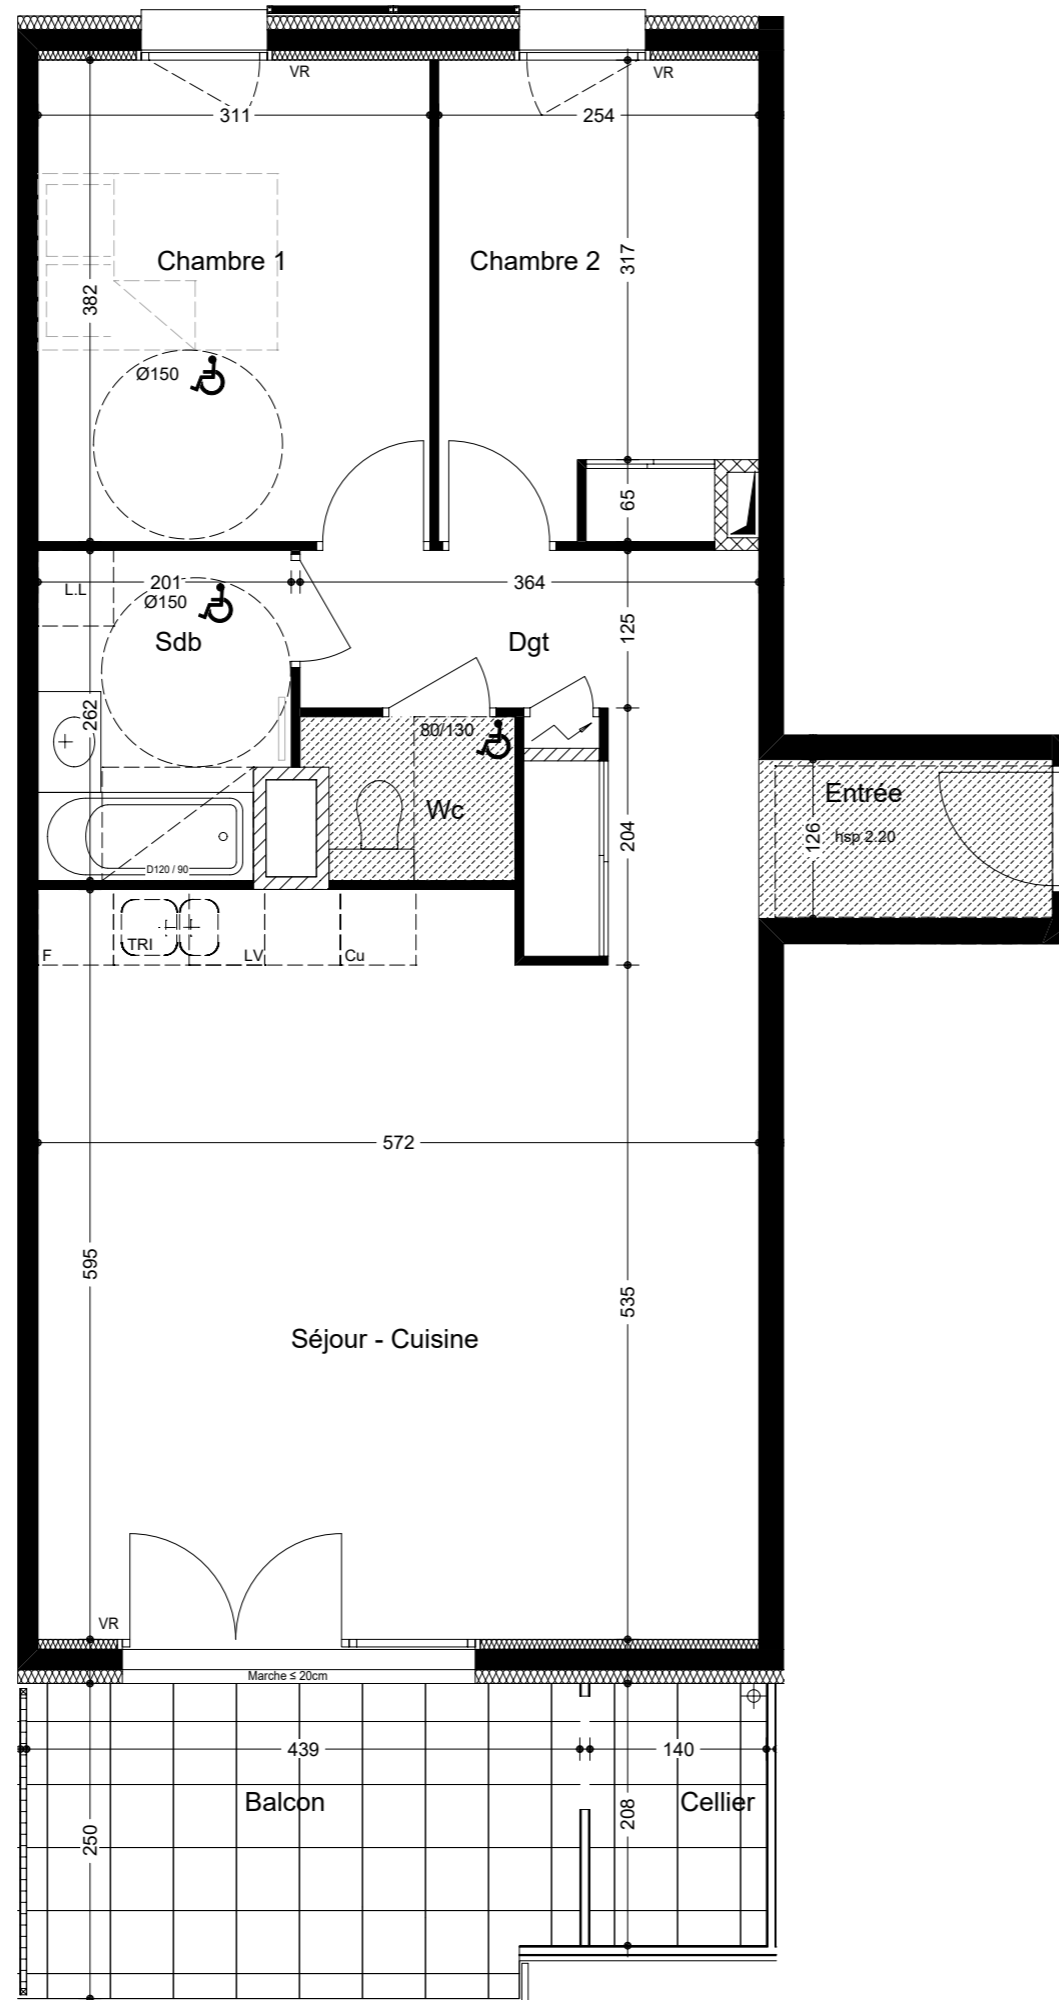 VR
VR
311
254
Chambre 1
Chambre 2
317
382
Ø150
65
L.L
201
364
Ø150
125
Sdb
Dgt
262
80/130
Wc
Entrée
hsp 2.20
126
204
D120 / 90
F
TRI
LV
Cu
572
595
535
Séjour - Cuisine
VR
Marche ≤ 20cm
439
140
Balcon
Cellier
208
250